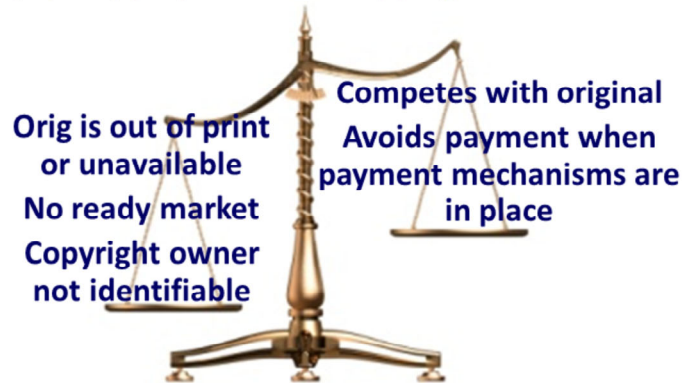 Orig is out of print
or unavailable
No ready market
Copyright owner
not identifiable
Competes with original
Avoids payment when
payment mechanisms are
in place